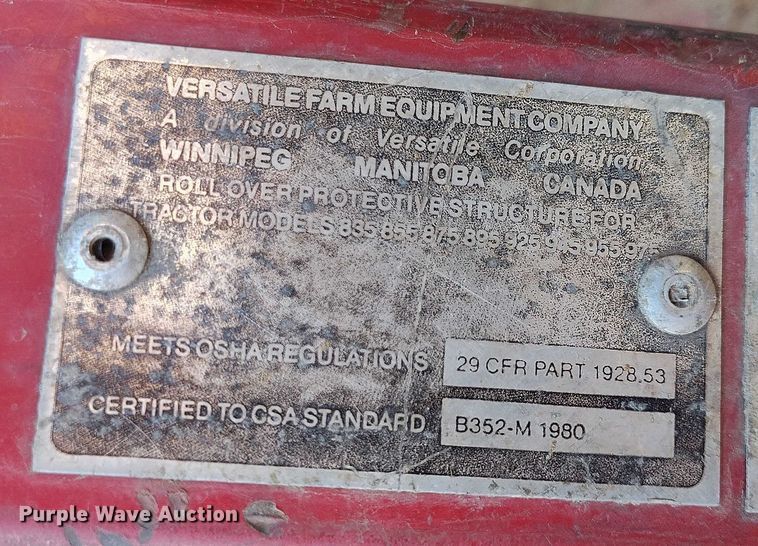 VERSATILE FARM EQUIPMENT COMPANY
A division of Versatile Corporation
WINNIPEG MANITOBA CANADA
ROLL OVER PROTECTIVE STRUCTURE FOR
TRACTOR MODELS 835 855 875 895 925 945 955 975
MEETS OSHA REGULATIONS 29 CFR PART 1928.53
CERTIFIED TO CSA STANDARD B352-M 1980
Purple Wave Auction